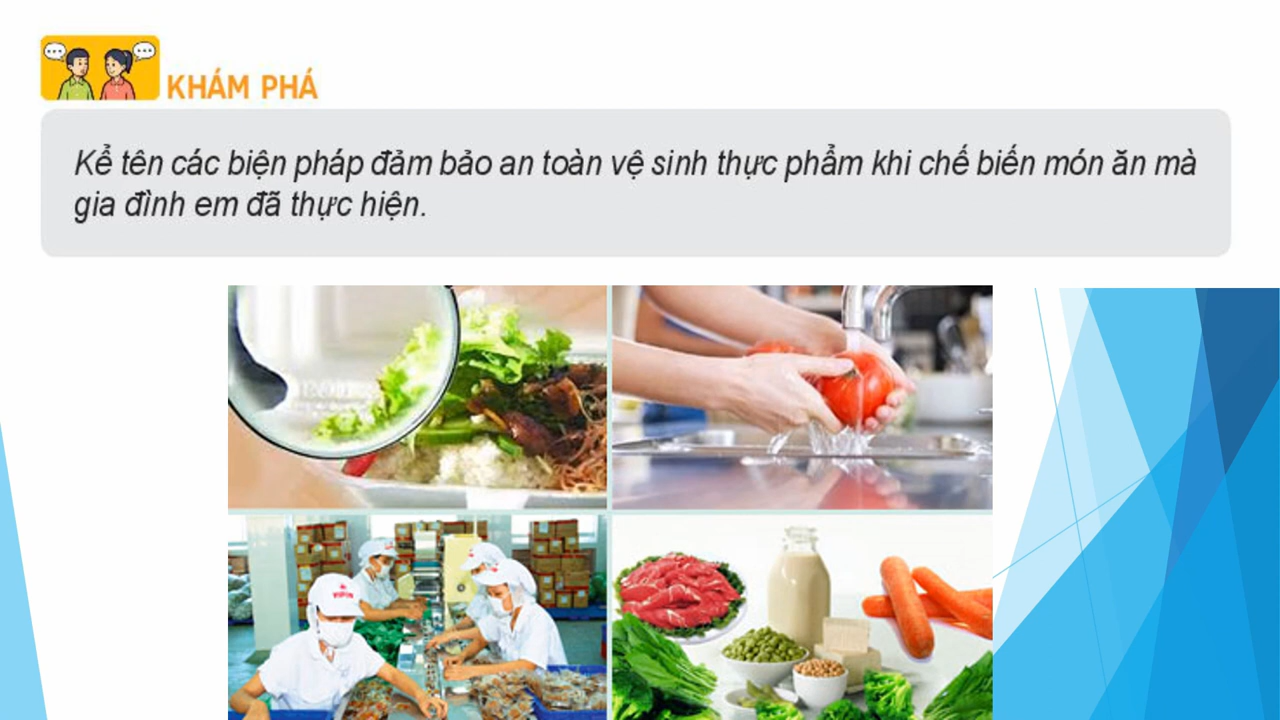 KHÁM PHÁ
Kể tên các biện pháp đảm bảo an toàn vệ sinh thực phẩm khi chế biến món ăn mà
gia đình em đã thực hiện.